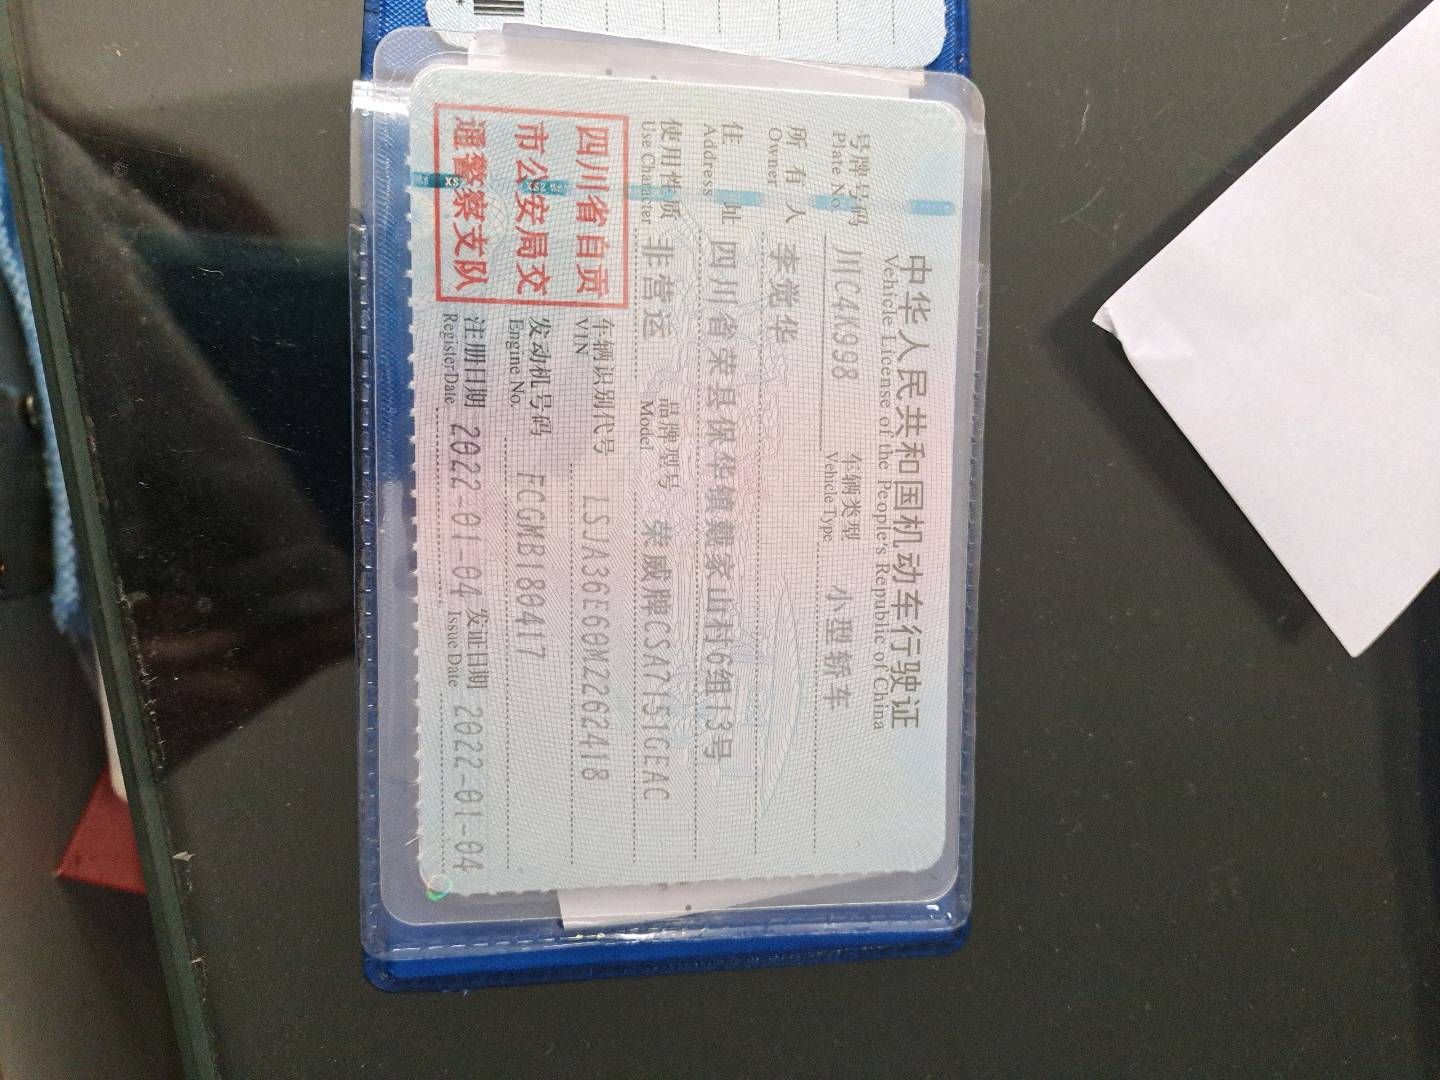 中华人民共和国机动车行驶证
Vehicle License of the People's Republic of China
号牌号码 川C4K998 车辆类型 小型轿车
Plate No. Vehicle Type
所有人 李觉华
Owner
住址 四川省荣县保华镇戴家山村6组13号
Address
使用性质 非营运 品牌型号 荣威牌CSA7151GEAC
Use Character Model
四川省自贡
市公安局交
通警察支队
车辆识别代号 LSJA36E60MZ262418
VIN
发动机号码 FCGMB180417
Engine No.
注册日期 2022-01-04 发证日期 2022-01-04
Register Date Issue Date